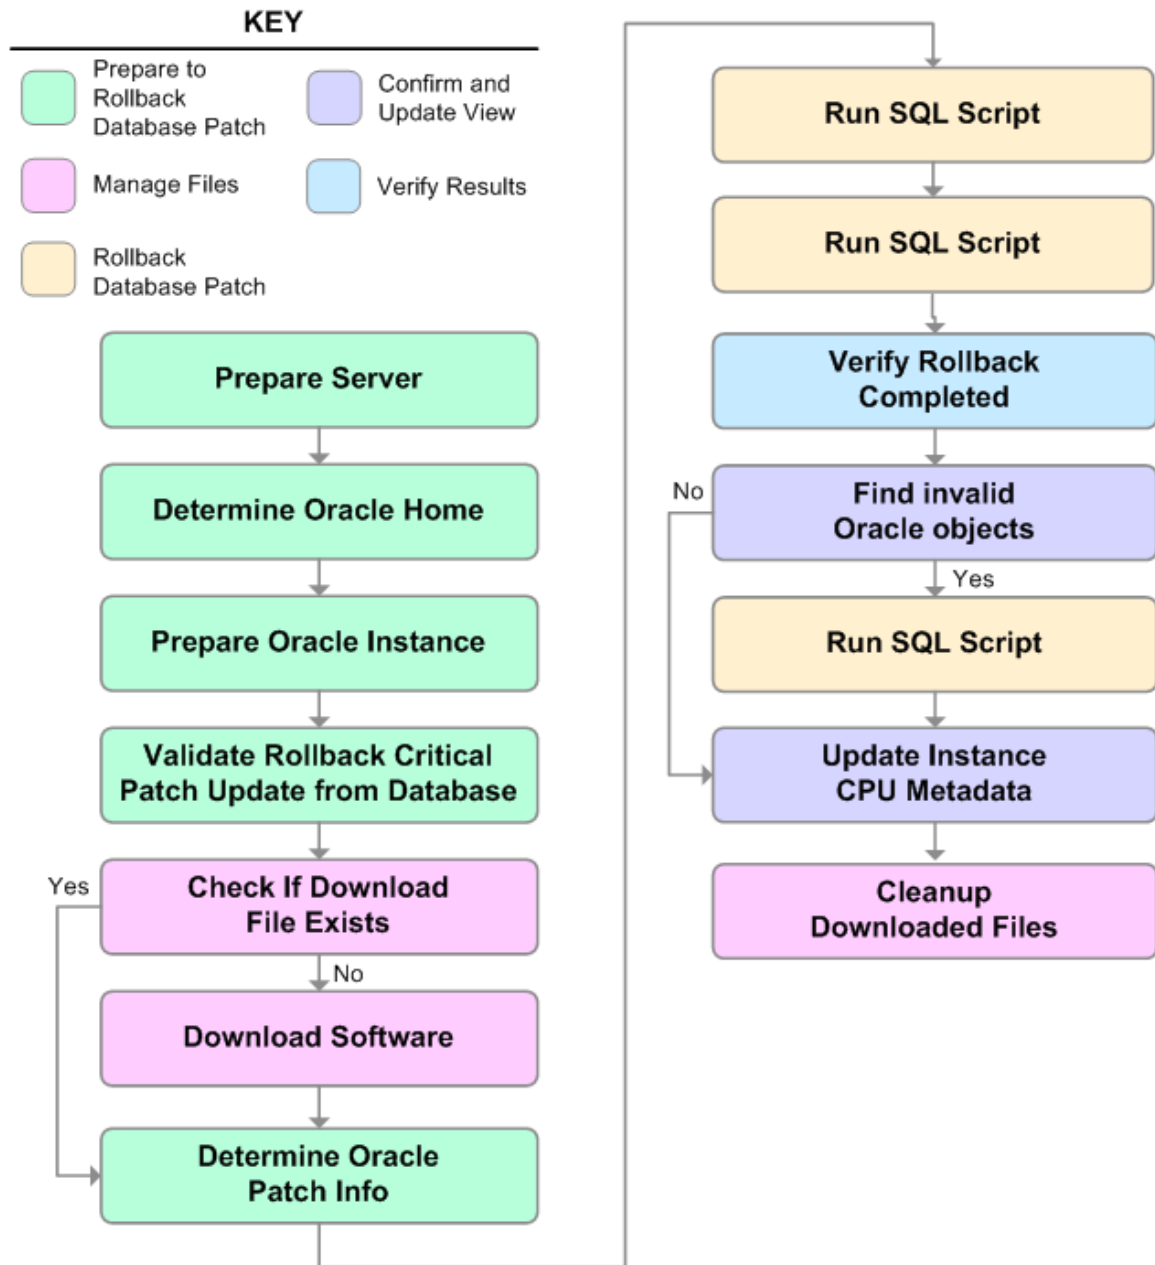 KEY
Prepare to
Rollback
Database Patch
Confirm and
Update View
Manage Files
Verify Results
Rollback
Database Patch
Prepare Server
Determine Oracle Home
Prepare Oracle Instance
Validate Rollback Critical
Patch Update from Database
Check If Download
File Exists
Yes
No
Download Software
Determine Oracle
Patch Info
Run SQL Script
Run SQL Script
Verify Rollback
Completed
Find invalid
Oracle objects
No
Yes
Run SQL Script
Update Instance
CPU Metadata
Cleanup
Downloaded Files